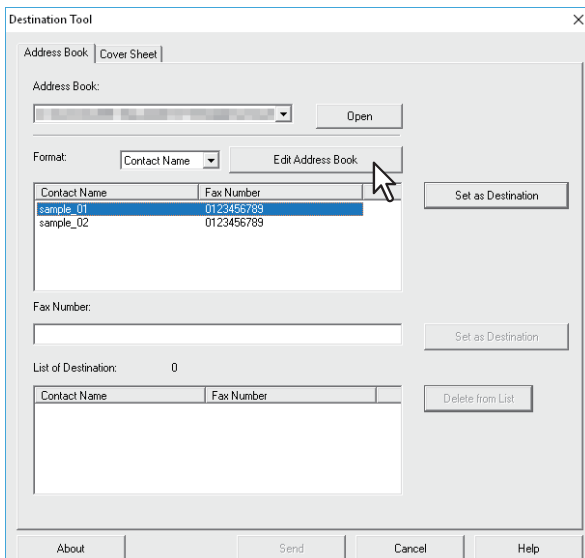 Destination Tool
Address Book Cover Sheet
Address Book:
Open
Format: Contact Name Edit Address Book
Contact Name Fax Number
sample_01 0123456789
sample_02 0123456789
Set as Destination
Fax Number:
Set as Destination
List of Destination: 0
Contact Name Fax Number
Delete from List
About Send Cancel Help